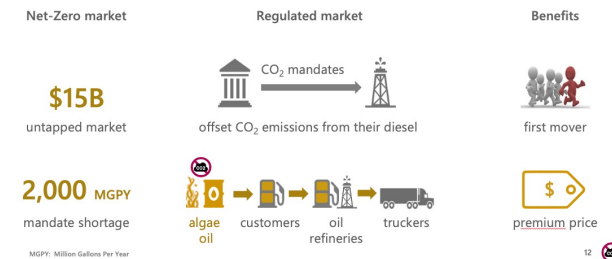 Net-Zero market
Regulated market
Benefits
$15B
untapped market
CO₂ mandates
offset CO₂ emissions from their diesel
first mover
2,000 MGPY
mandate shortage
algae oil
customers
oil refineries
truckers
$
premium price
MGPY: Million Gallons Per Year
12